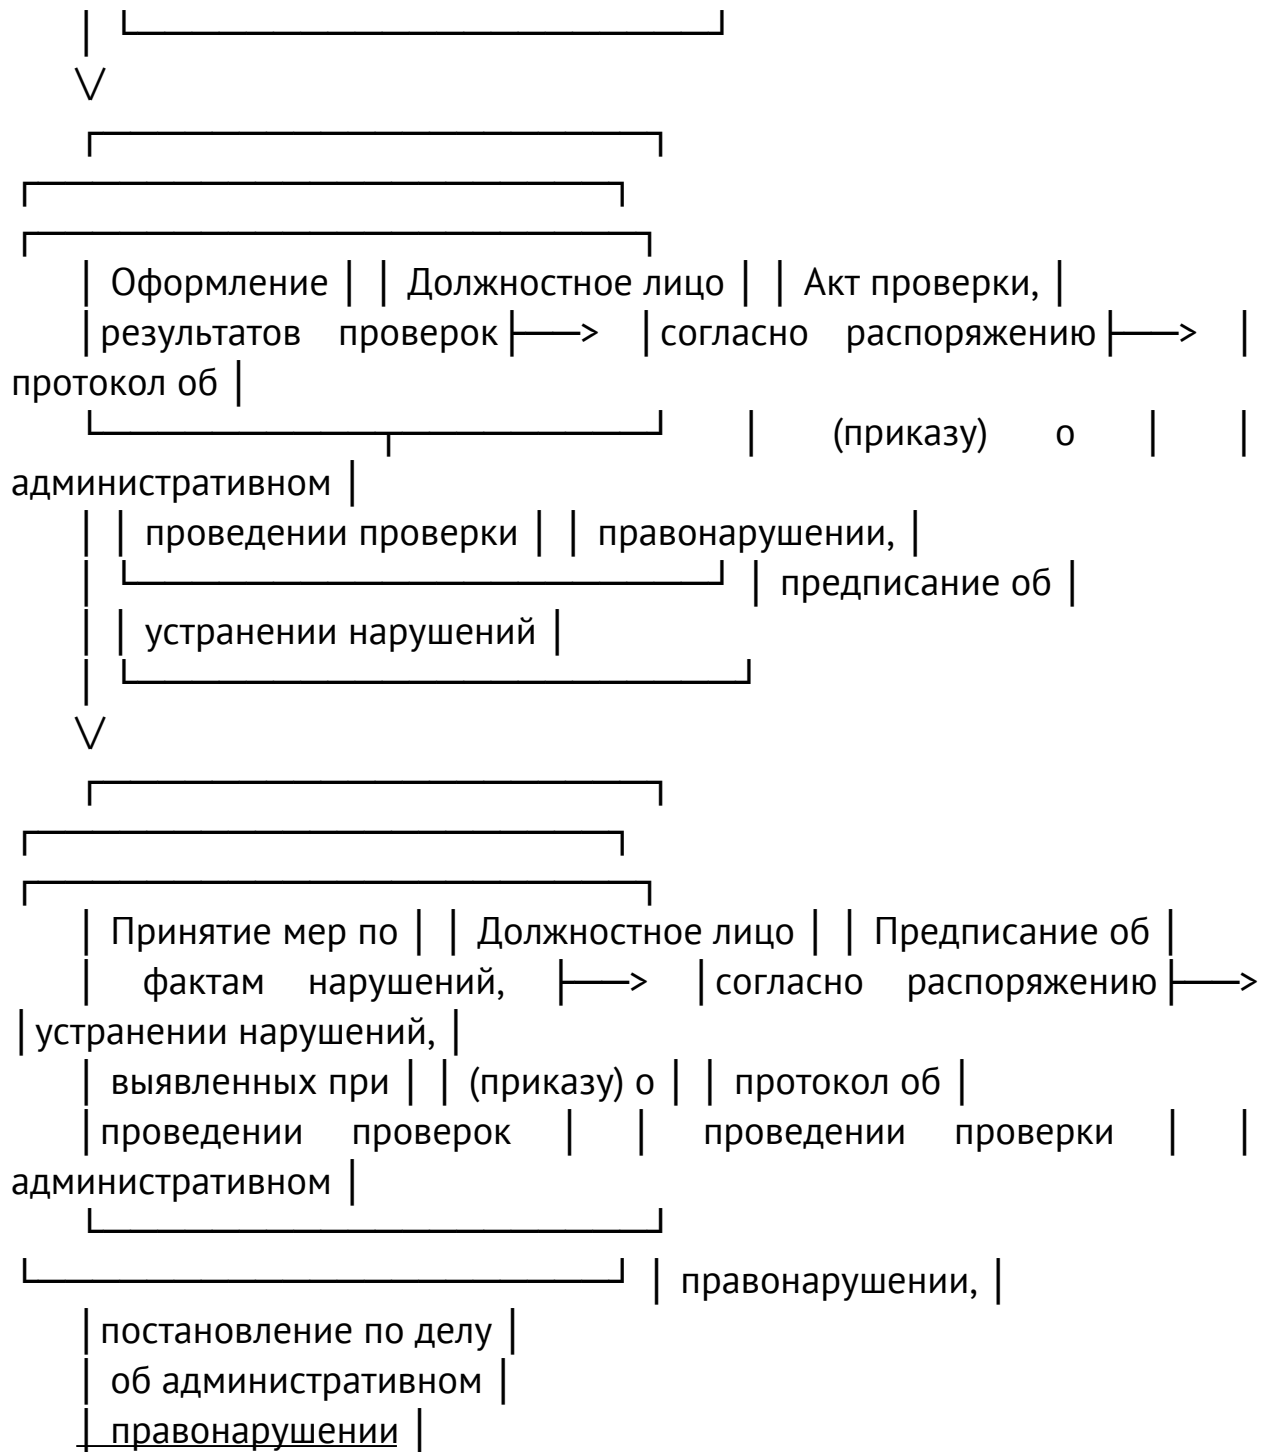 │ └──────────────────────┘
\/
┌─────────────────────┐
┌──────────────────────┐
┌───────────────────────┐
│ Оформление │ │ Должностное лицо │ │ Акт проверки, │
│результатов проверок├──> │согласно распоряжению├──> │
протокол об │
└───────────┬─────────┘ │ (приказу) о │ │
административном │
│ │ проведении проверки │ │ правонарушении, │
│ └──────────────────────┘ │ предписание об │
│ │ устранении нарушений │
│ └───────────────────────┘
\/
┌─────────────────────┐
┌──────────────────────┐
┌───────────────────────┐
│ Принятие мер по │ │ Должностное лицо │ │ Предписание об │
│ фактам нарушений, ├──> │согласно распоряжению├──>
│устранении нарушений, │
│ выявленных при │ │ (приказу) о │ │ протокол об │
│проведении проверок │ │ проведении проверки │ │
административном │
└─────────────────────┘
└──────────────────────┘ │ правонарушении, │
│постановление по делу │
│ об административном │
│ правонарушении │